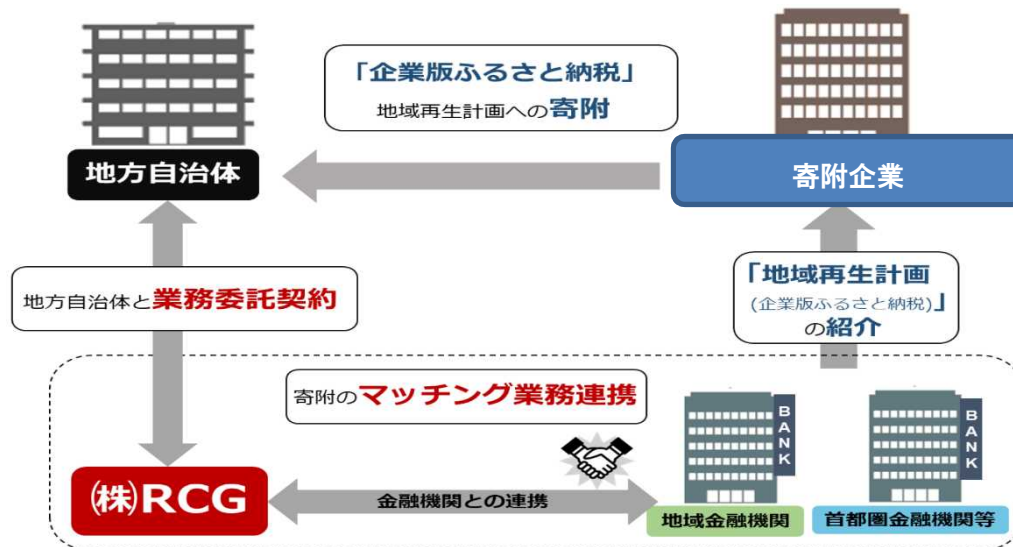 「企業版ふるさと納税」
地域再生計画への寄附
地方自治体
寄附企業
地方自治体と業務委託契約
「地域再生計画
(企業版ふるさと納税)」
の紹介
寄附のマッチング業務連携
BANK
BANK
㈱RCG
金融機関との連携
地域金融機関
首都圏金融機関等